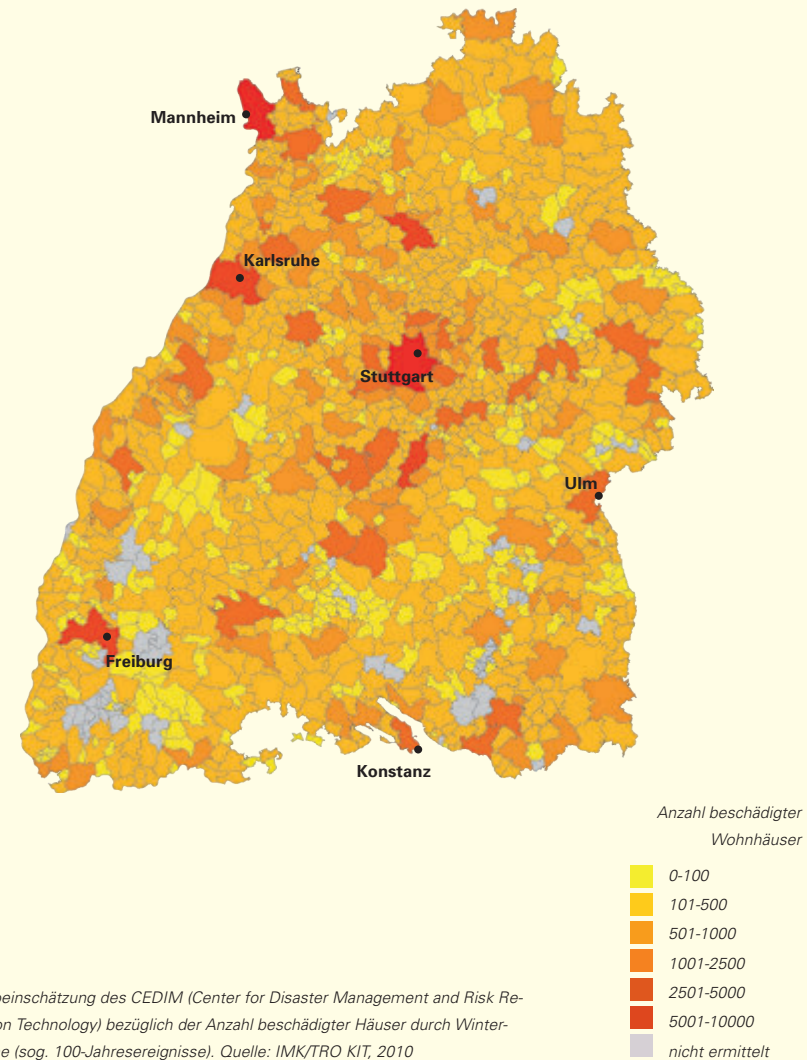 Mannheim
Karlsruhe
Stuttgart
Ulm
Freiburg
Konstanz
Anzahl beschädigter
Wohnhäuser
0-100
101-500
501-1000
1001-2500
2501-5000
5001-10000
nicht ermittelt
einschätzung des CEDIM (Center for Disaster Management and Risk Re-
on Technology) bezüglich der Anzahl beschädigter Häuser durch Winter-
e (sog. 100-Jahresereignisse). Quelle: IMK/TRO KIT, 2010